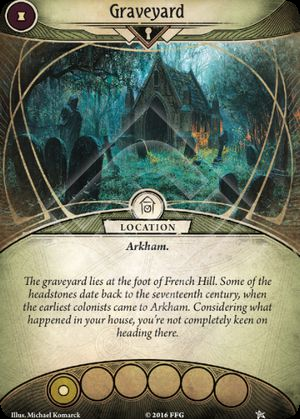 Graveyard
LOCATION
Arkham.
The graveyard lies at the foot of French Hill. Some of the
headstones date back to the seventeenth century, when
the earliest colonists came to Arkham. Considering what
happened in your house, you're not completely keen on
heading there.
Illus. Michael Komarck
© 2016 FFG